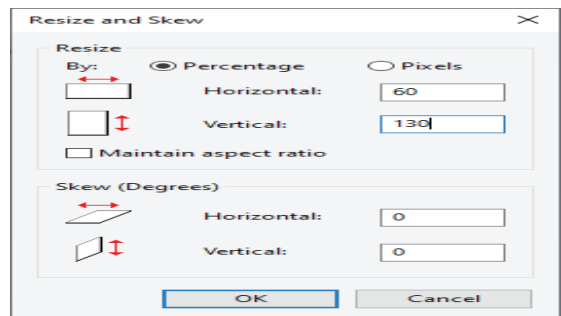 Resize and Skew
Resize
By: Percentage Pixels
Horizontal: 60
Vertical: 130
Maintain aspect ratio
Skew (Degrees)
Horizontal: 0
Vertical: 0
OK Cancel